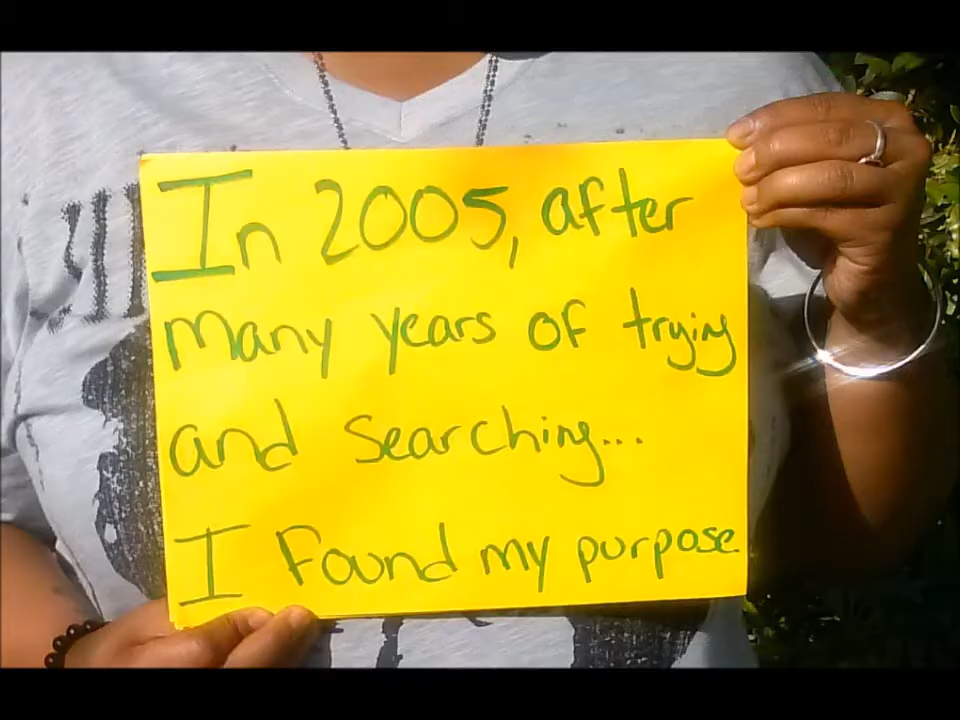 In 2005, after
many years of trying
and searching...
I found my purpose.